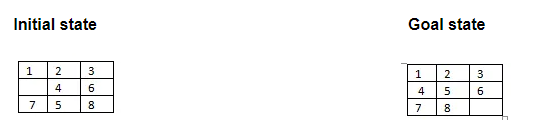 Initial state
Goal state
1 2 3
4 6
7 5 8
1 2 3
4 5 6
7 8